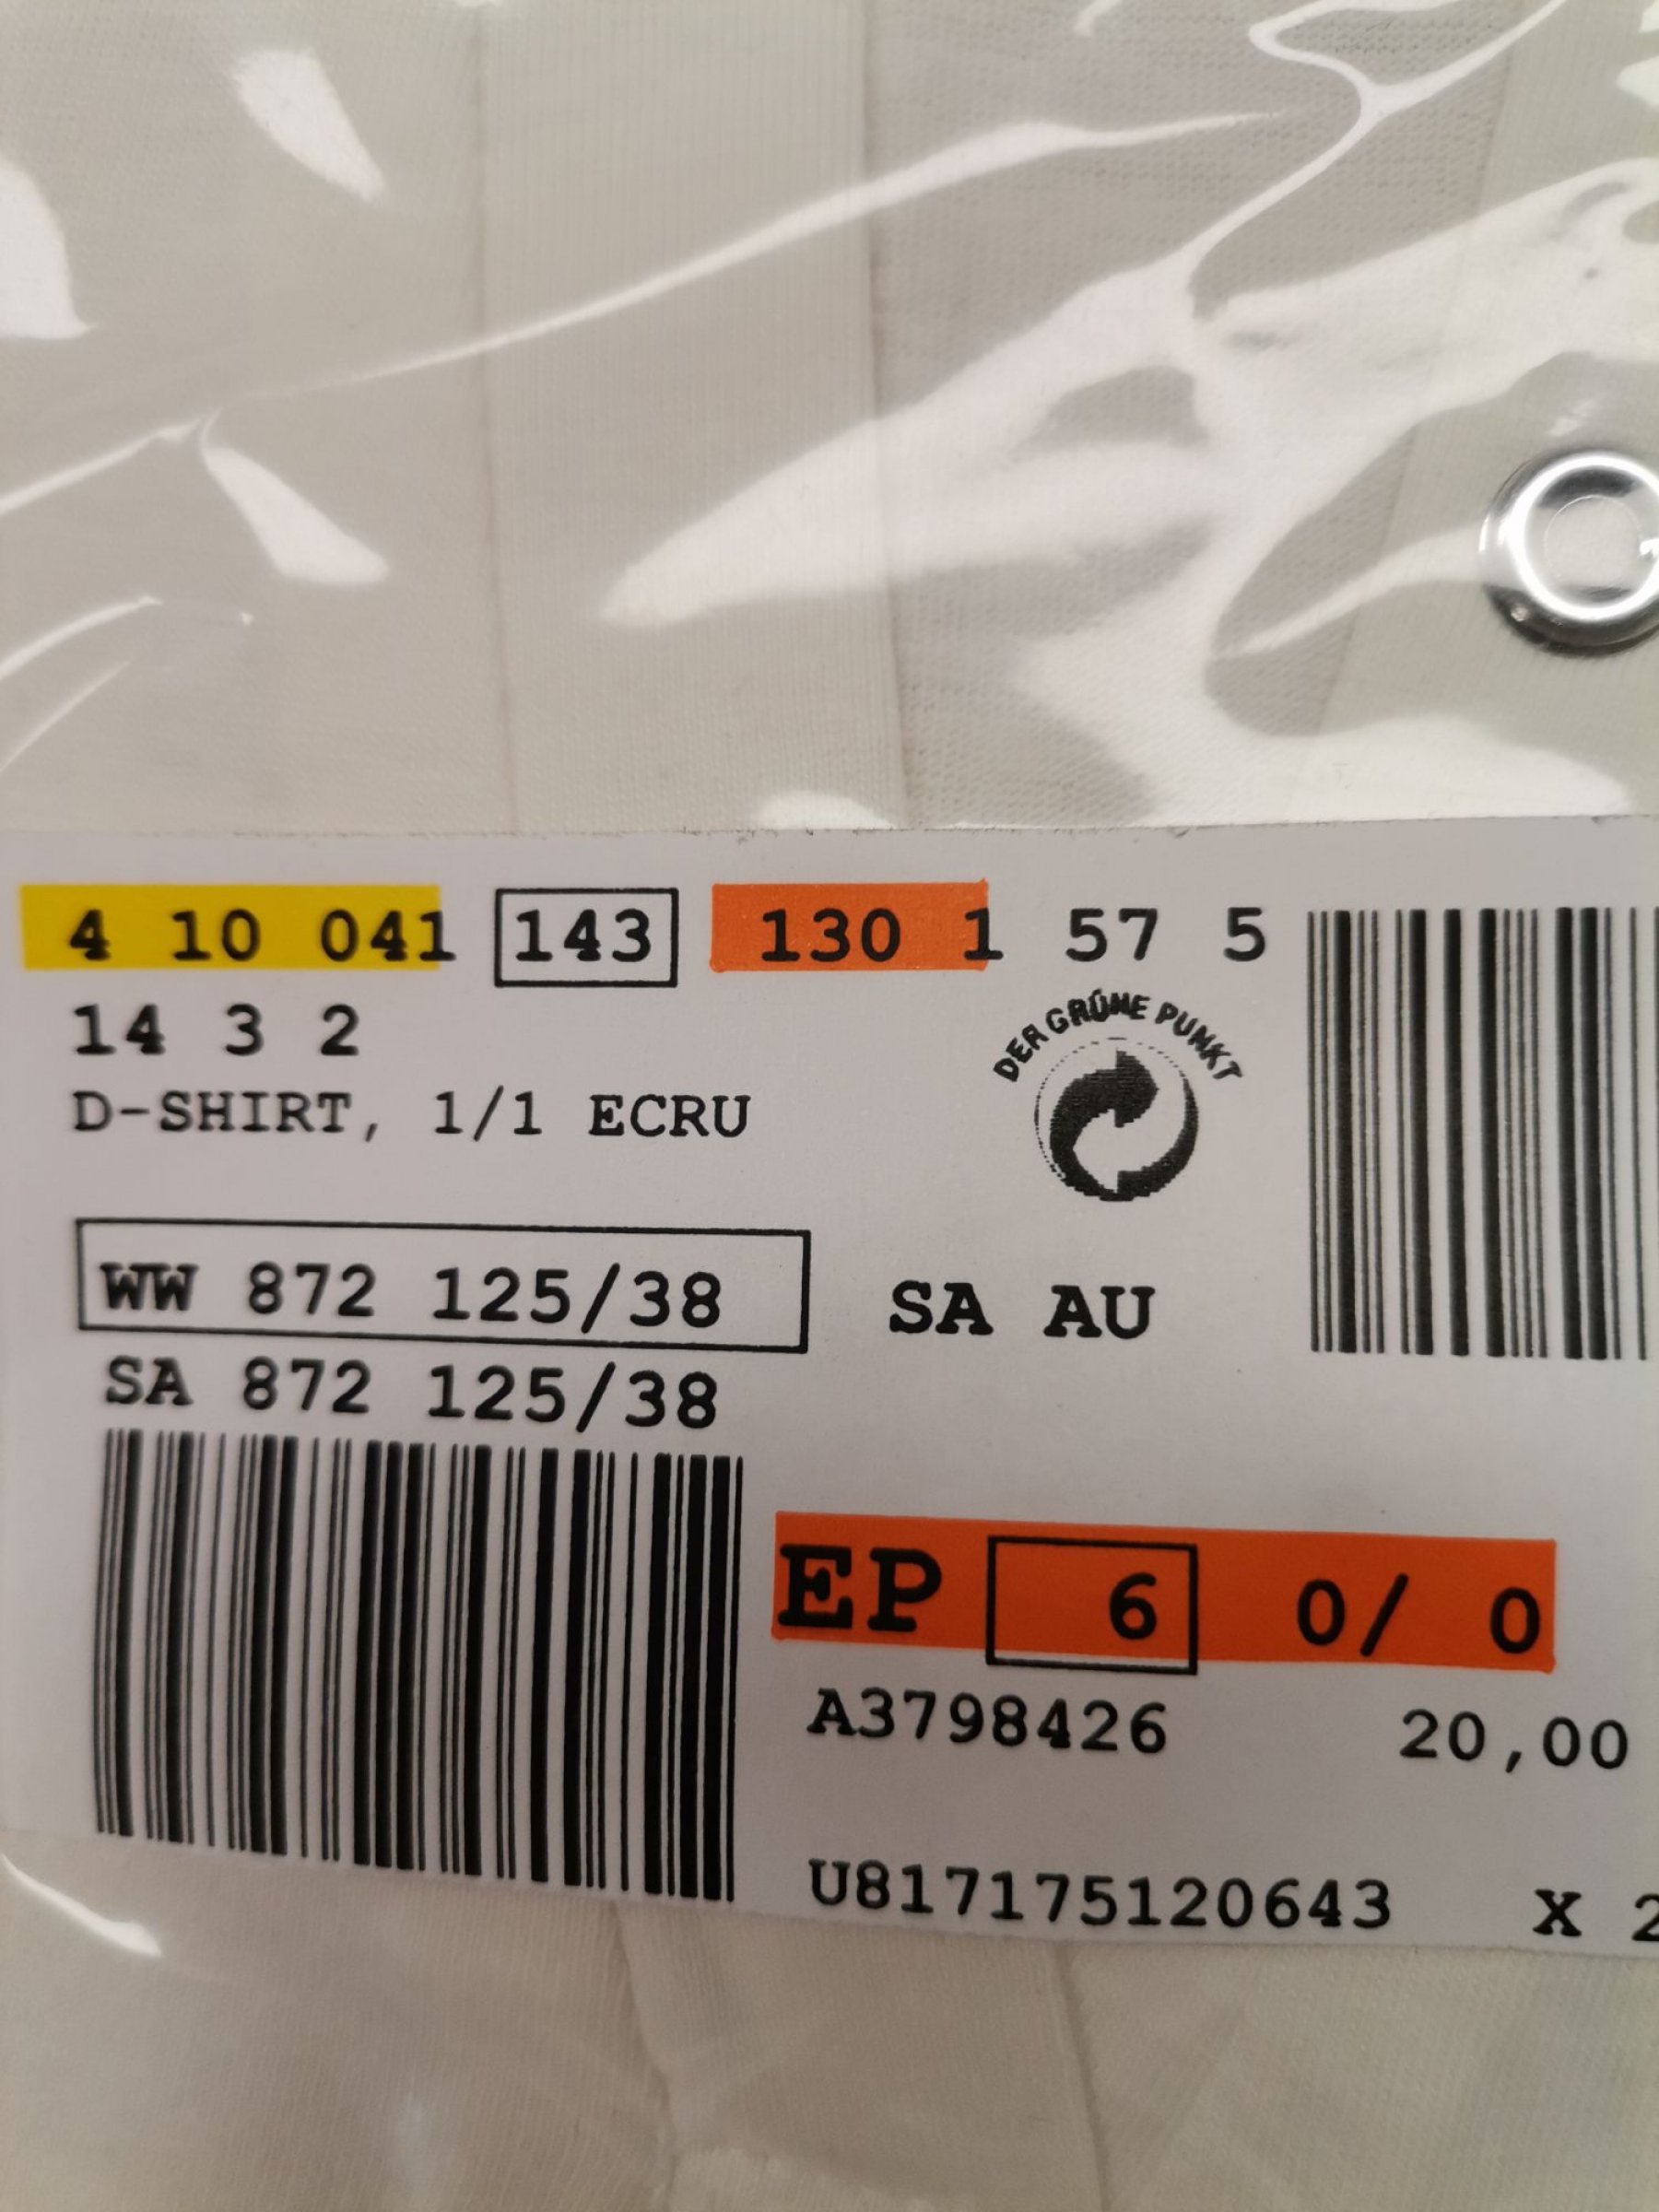 4 10 041 143 130 1 57 5
14 3 2
DER GRÜNE PUNKT
D-SHIRT, 1/1 ECRU
WW 872 125/38 SA AU
SA 872 125/38
EP 6 0/ 0
A3798426 20,00
U817175120643 X 2